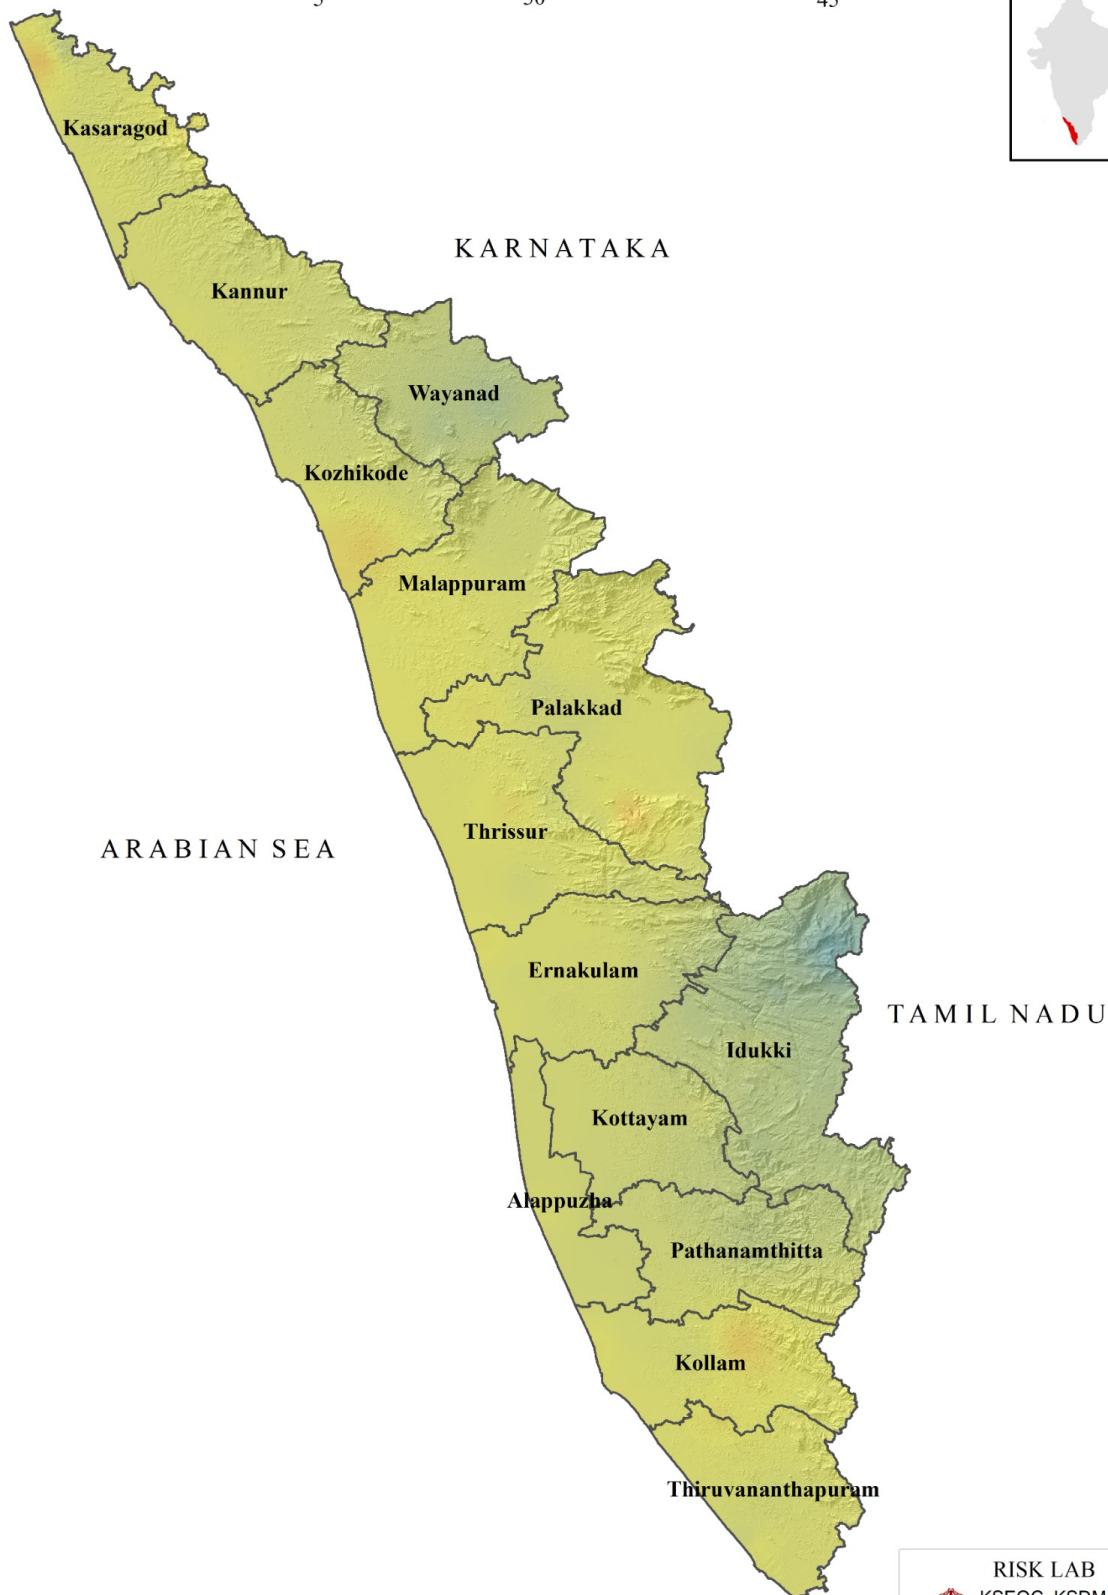 Kasaragod
KARNATAKA
Kannur
Wayanad
Kozhikode
Malappuram
Palakkad
Thrissur
ARABIAN SEA
Ernakulam
TAMIL NADU
Idukki
Kottayam
Alappuzha
Pathanamthitta
Kollam
Thiruvananthapuram
RISK LAB